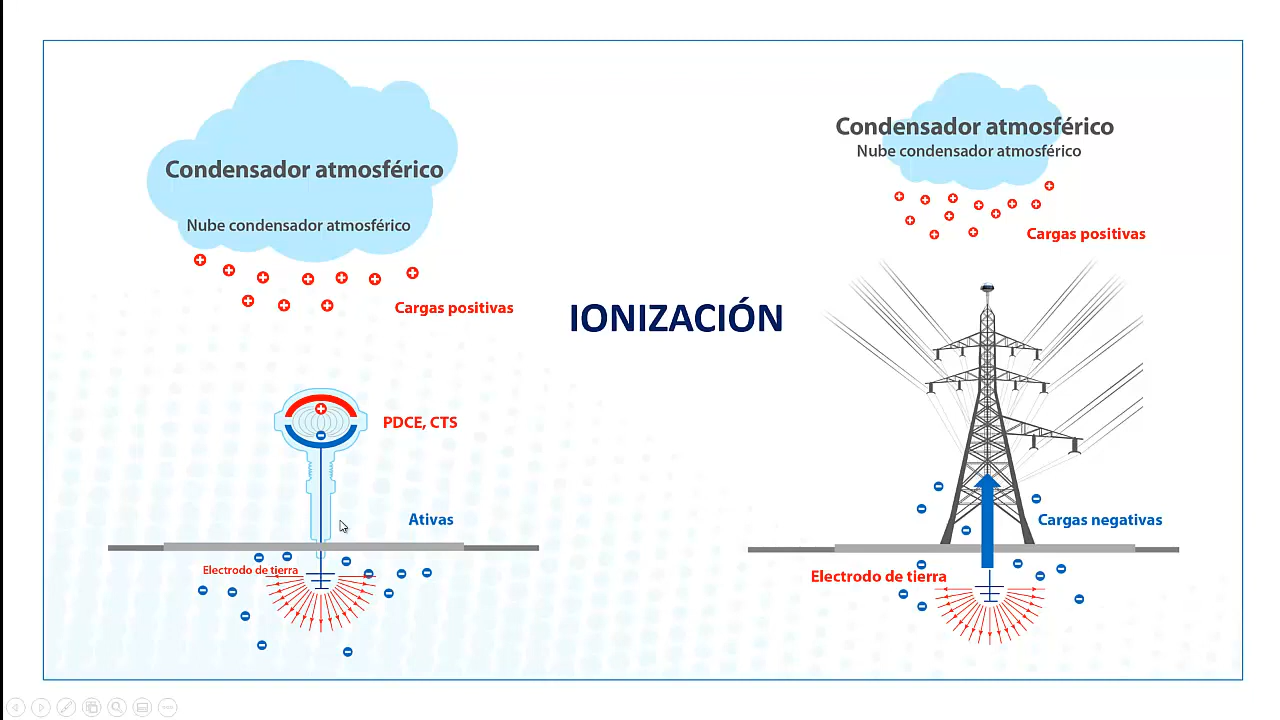 Condensador atmosférico
Nube condensador atmosférico
Cargas positivas
PDCE, CTS
Ativas
Electrodo de tierra
IONIZACIÓN
Condensador atmosférico
Nube condensador atmosférico
Cargas positivas
Cargas negativas
Electrodo de tierra